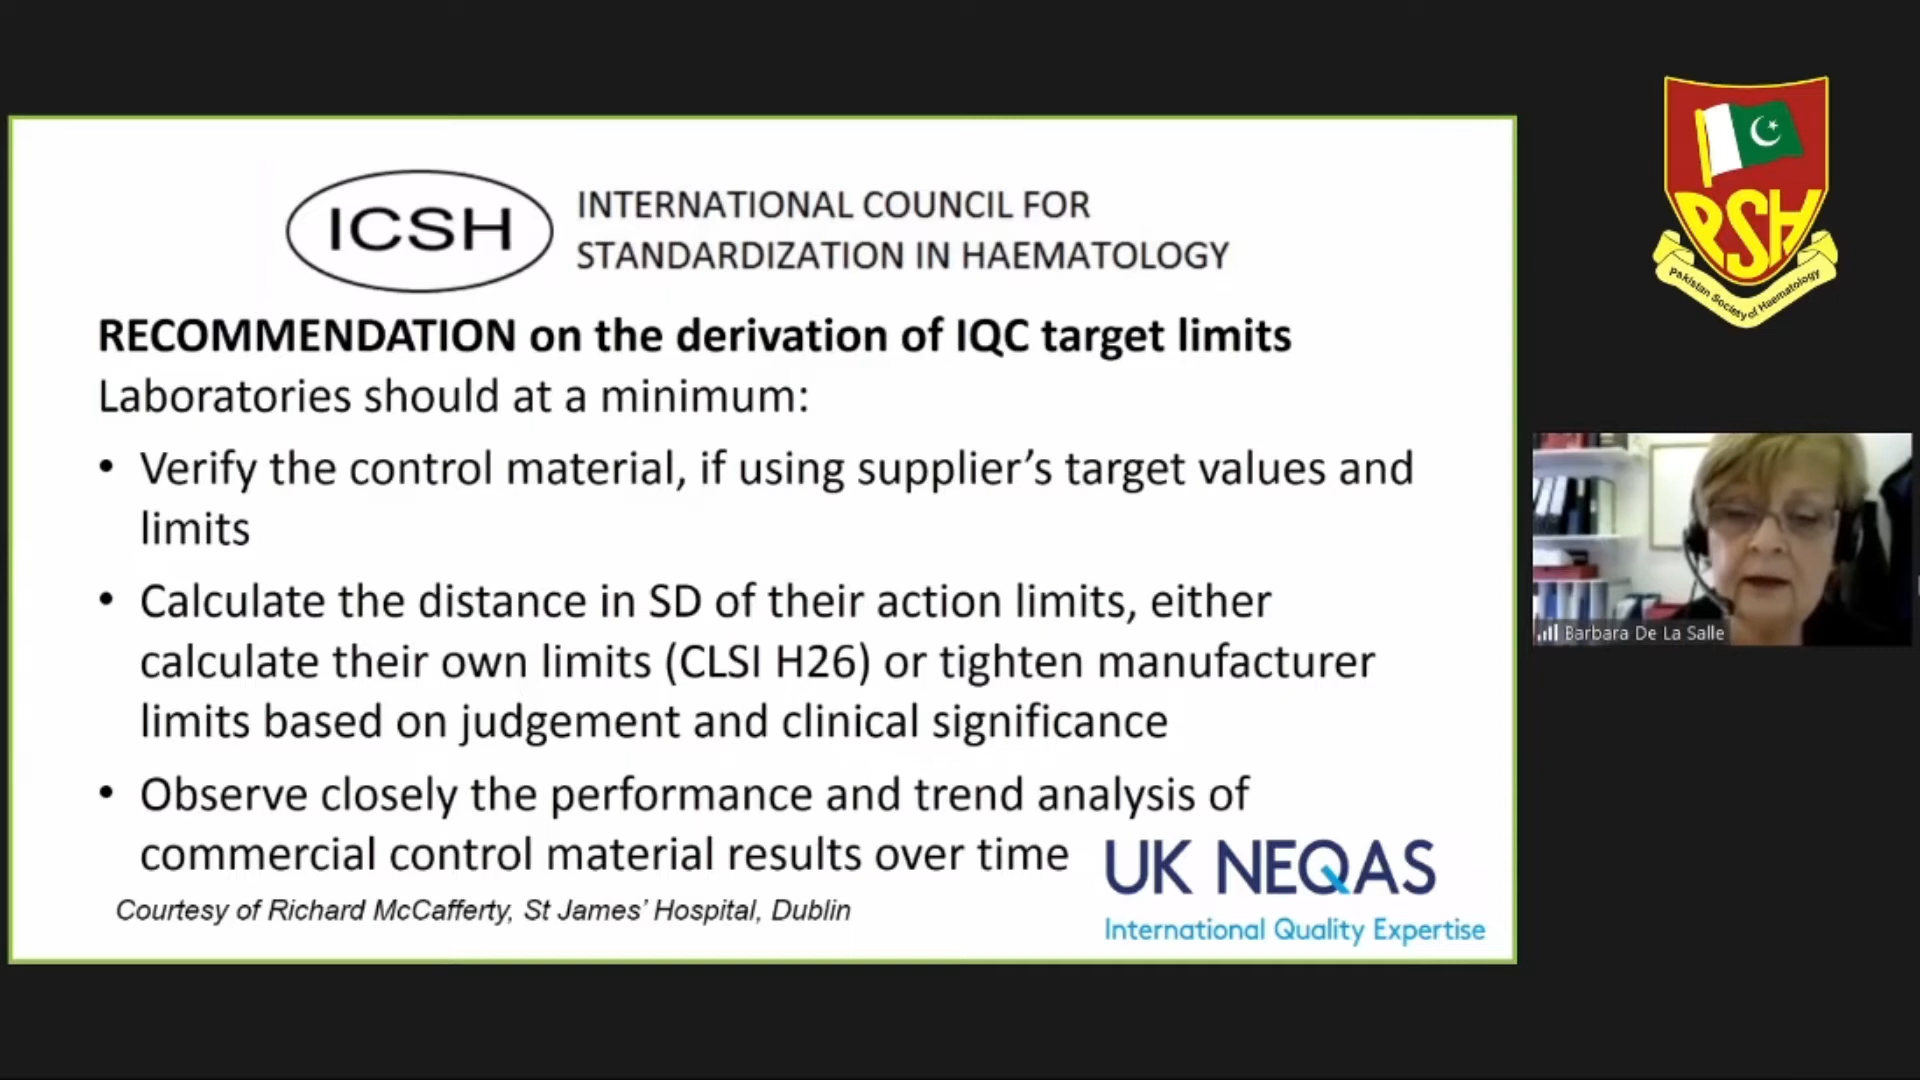 ICSH
INTERNATIONAL COUNCIL FOR
STANDARDIZATION IN HAEMATOLOGY
RECOMMENDATION on the derivation of IQC target limits
Laboratories should at a minimum:
• Verify the control material, if using supplier’s target values and
limits
• Calculate the distance in SD of their action limits, either
calculate their own limits (CLSI H26) or tighten manufacturer
limits based on judgement and clinical significance
• Observe closely the performance and trend analysis of
commercial control material results over time
Courtesy of Richard McCafferty, St James’ Hospital, Dublin
UK NEQAS
International Quality Expertise
PSH
Pakistan Society of Haematology
Barbara De La Salle